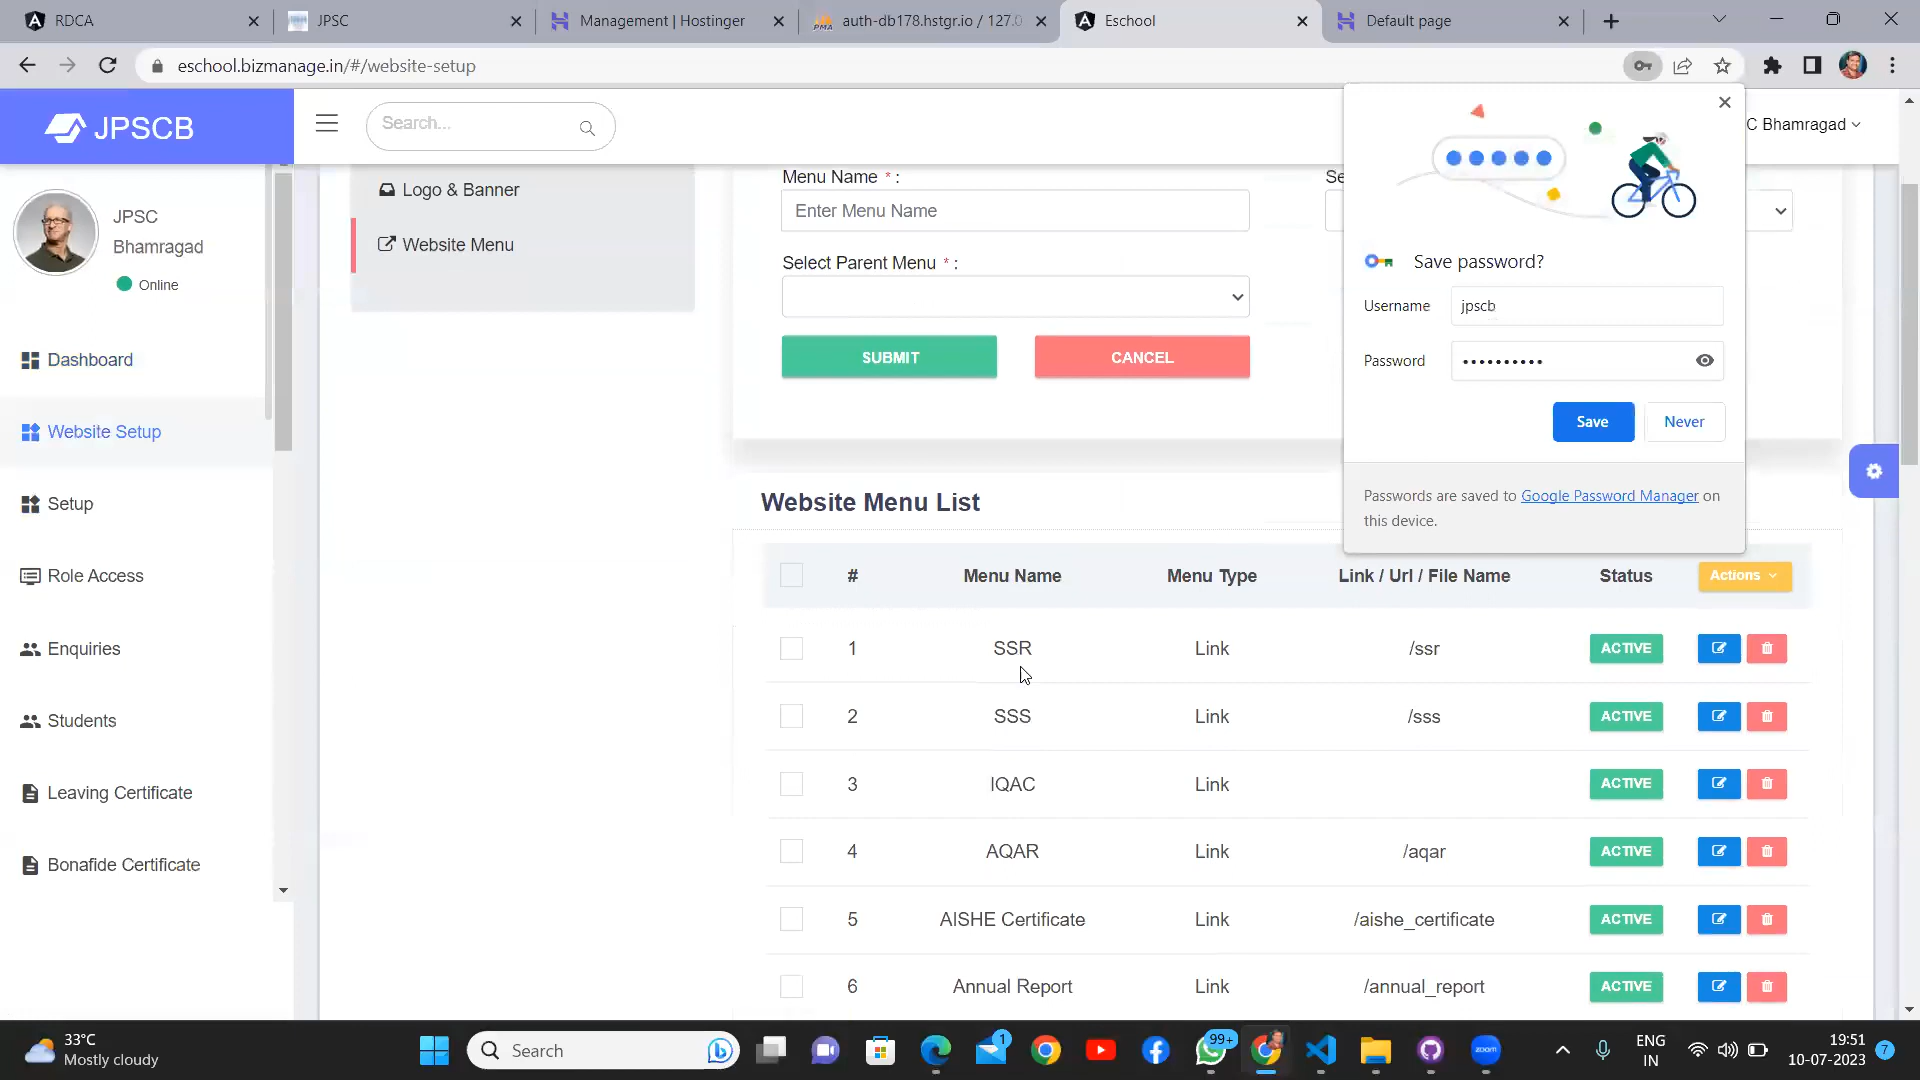 RDCA
JPSC
Management | Hostinger
auth-db178.hstgr.io / 127.0
Eschool
Default page
eschool.bizmanage.in/#/website-setup
JPSCB
Search...
C Bhamragad
JPSC
Bhamragad
Online
Dashboard
Website Setup
Setup
Role Access
Enquiries
Students
Leaving Certificate
Bonafide Certificate
Logo & Banner
Website Menu
Menu Name * :
Enter Menu Name
Se
Select Parent Menu * :
SUBMIT
CANCEL
Save password?
Username
jpscb
Password
••••••••••
Save
Never
Passwords are saved to Google Password Manager on
this device.
Website Menu List
# Menu Name Menu Type Link / Url / File Name Status Actions
1 SSR Link /ssr ACTIVE
2 SSS Link /sss ACTIVE
3 IQAC Link ACTIVE
4 AQAR Link /aqar ACTIVE
5 AISHE Certificate Link /aishe_certificate ACTIVE
6 Annual Report Link /annual_report ACTIVE
33°C
Mostly cloudy
Search
1
99+
zoom
ENG
IN
19:51
10-07-2023
7